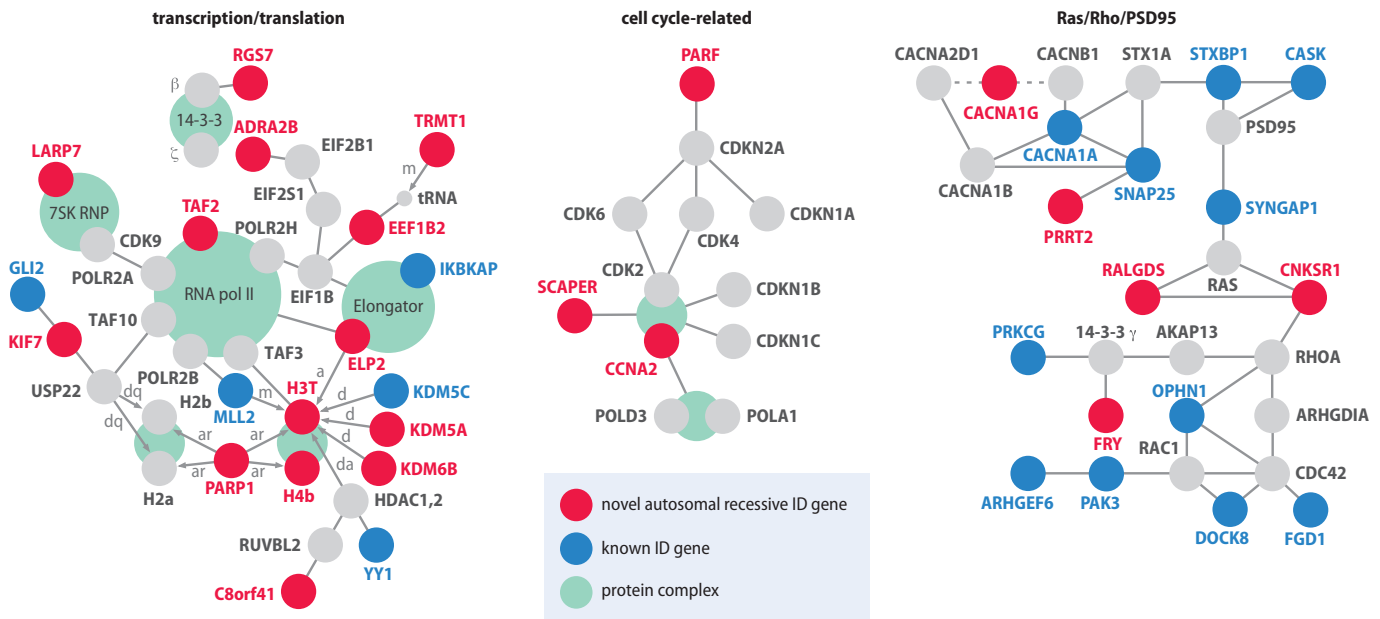 transcription/translation
RGS7
β
14-3-3
ζ
ADRA2B
EIF2B1
TRMT1
m
tRNA
LARP7
7SK RNP
TAF2
EIF2S1
EEF1B2
CDK9
POLR2H
POLR2A
GLI2
IKBKAP
RNA pol II
EIF1B
Elongator
TAF10
KIF7
TAF3
ELP2
POLR2B
USP22
H2b
MLL2
m
H3T
a
d
KDM5C
dq
dq
d
KDM5A
ar
ar
d
KDM6B
ar
ar
da
H2a
PARP1
H4b
HDAC1,2
RUVBL2
YY1
C8orf41
cell cycle-related
PARF
CDKN2A
CDK6
CDK4
CDKN1A
CDK2
SCAPER
CDKN1B
CDKN1C
CCNA2
POLD3
POLA1
novel autosomal recessive ID gene
known ID gene
protein complex
Ras/Rho/PSD95
CACNA2D1
CACNB1
STX1A
STXBP1
CASK
CACNA1G
PSD95
CACNA1A
CACNA1B
SNAP25
PRRT2
SYNGAP1
RALGDS
RAS
CNKSR1
PRKCG
14-3-3 γ
AKAP13
RHOA
OPHN1
FRY
ARHGDIA
RAC1
CDC42
ARHGEF6
PAK3
DOCK8
FGD1